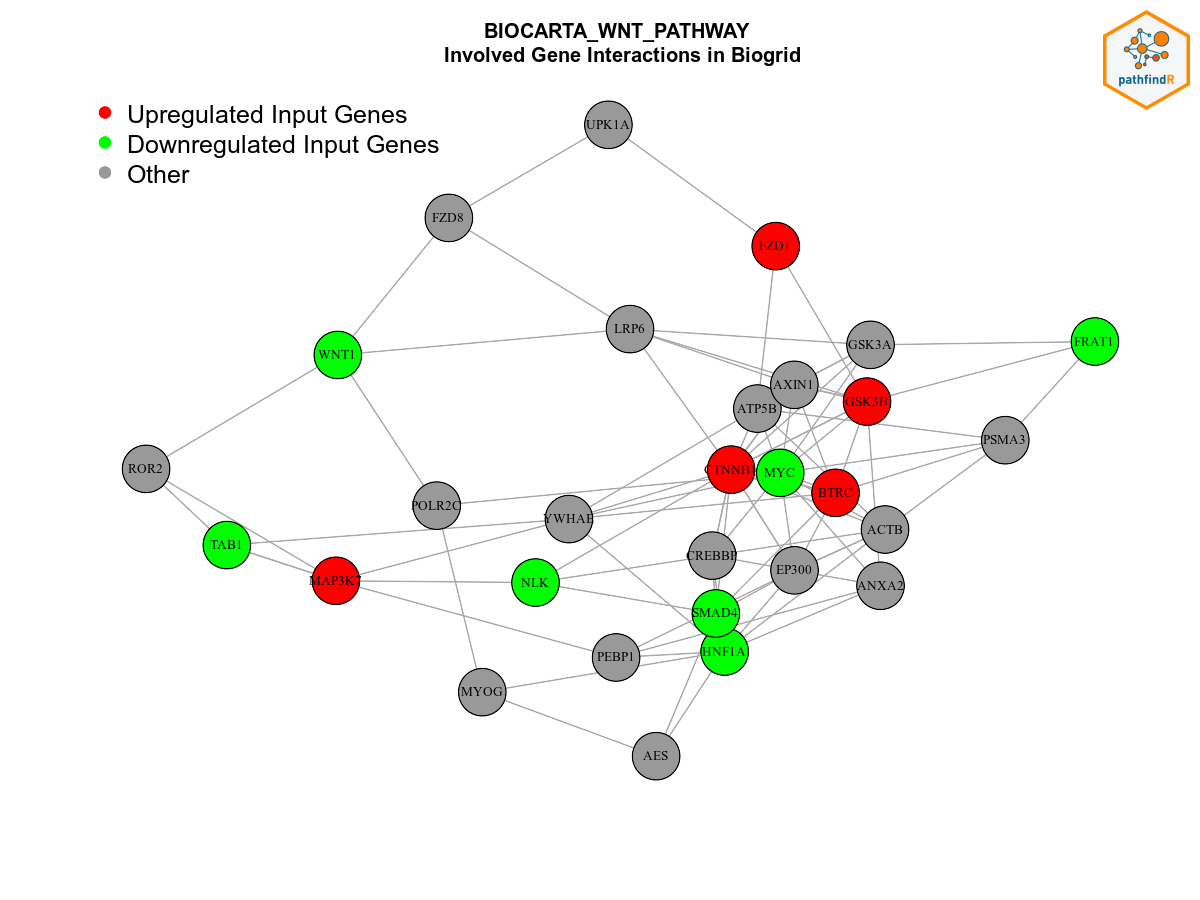 BIOCARTA_WNT_PATHWAY
Involved Gene Interactions in Biogrid
pathfindR
Upregulated Input Genes
Downregulated Input Genes
Other
UPK1A
FZD8
FZD1
LRP6
GSK3A
FRAT1
WNT1
AXIN1
GSK3B
ATP5B
PSMA3
ROR2
CTNNB1
MYC
BTRC
POLR2C
YWHAE
ACTB
TAB1
CREBBP
EP300
MAP3K7
NLK
ANXA2
SMAD4
HNF1A
PEBP1
MYOG
AES